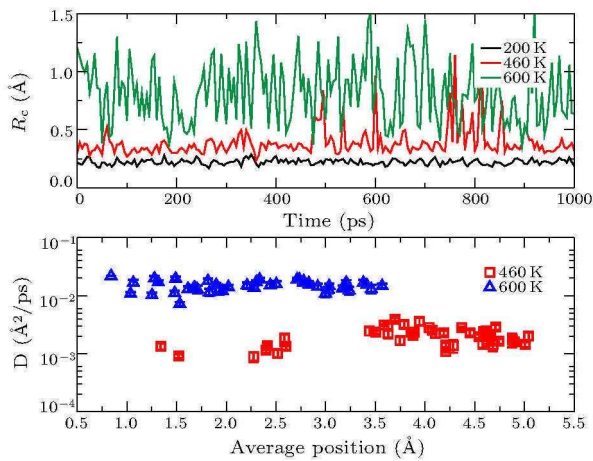 1.5
200 K
460 K
600 K
1.0
0.5
0.0
R_c (Å)
0 200 400 600 800 1000
Time (ps)
10⁻¹
10⁻²
10⁻³
10⁻⁴
D (Å²/ps)
460 K
600 K
0.5 1.0 1.5 2.0 2.5 3.0 3.5 4.0 4.5 5.0 5.5
Average position (Å)